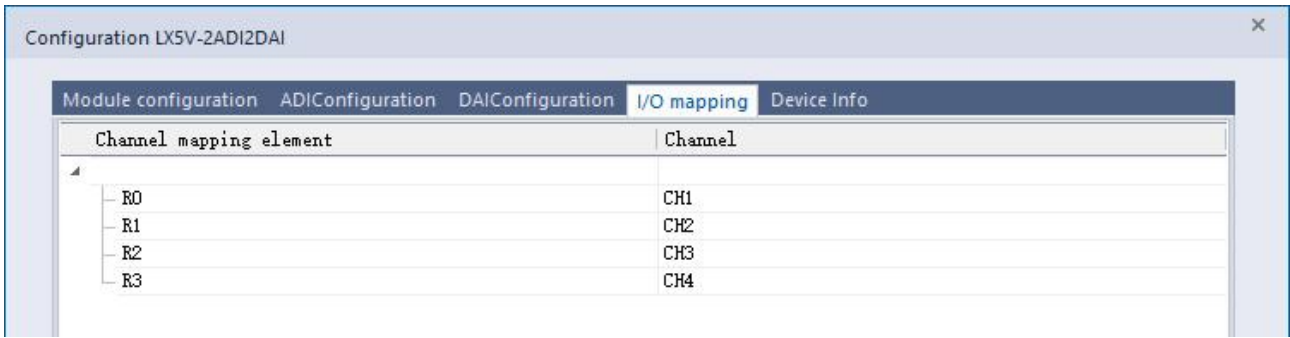 Configuration LX5V-2ADI2DAI
Module configuration ADIConfiguration DAIConfiguration I/O mapping Device Info
Channel mapping element Channel
R0 CH1
R1 CH2
R2 CH3
R3 CH4